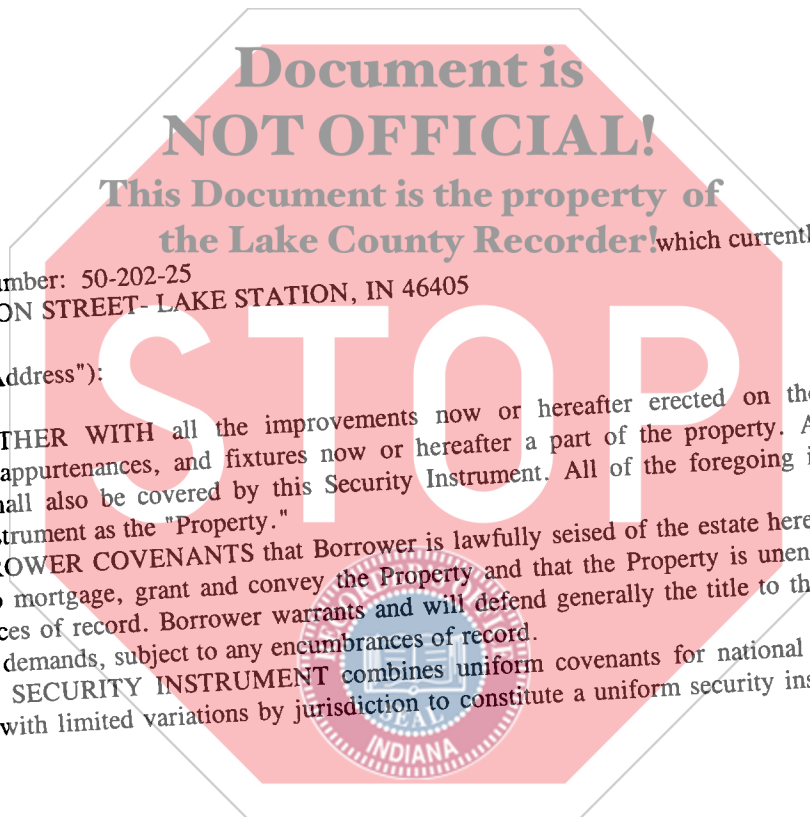 Document is
NOT OFFICIAL!
This Document is the property of
the Lake County Recorder!
which currentl
umber: 50-202-25
ON STREET- LAKE STATION, IN 46405
Address"):
THER WITH all the improvements now or hereafter erected on the
appurtenances, and fixtures now or hereafter a part of the property. A
hall also be covered by this Security Instrument. All of the foregoing i
strument as the "Property."
ROWER COVENANTS that Borrower is lawfully seised of the estate here
o mortgage, grant and convey the Property and that the Property is unen
ces of record. Borrower warrants and will defend generally the title to th
demands, subject to any encumbrances of record.
SECURITY INSTRUMENT combines uniform covenants for national
with limited variations by jurisdiction to constitute a uniform security ins
STOP
SEAL
INDIANA